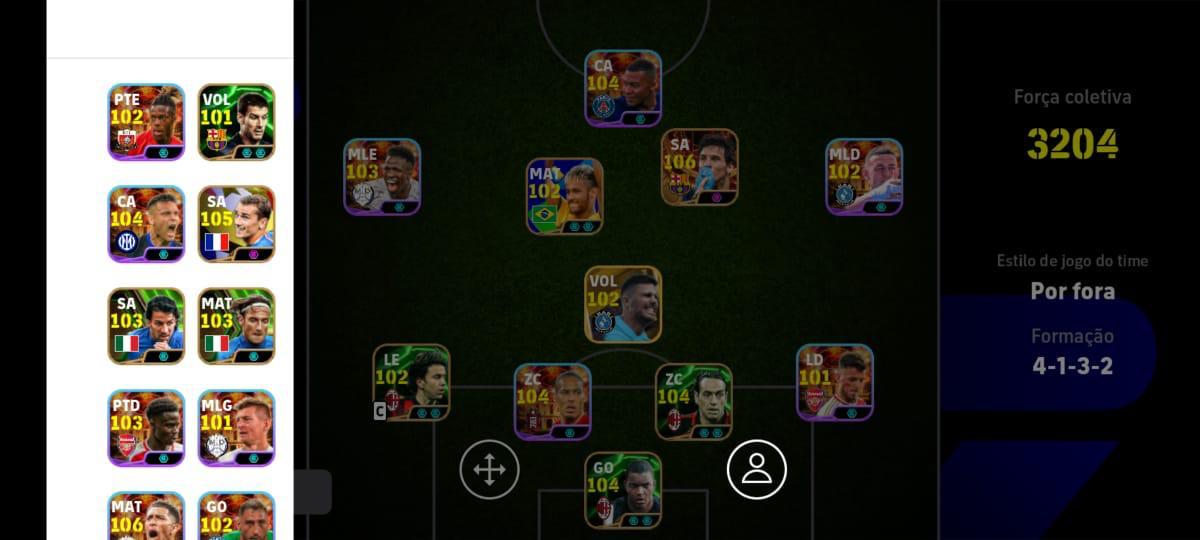 PTE
102
VOL
101
CA
104
SA
105
SA
103
MAT
103
PTD
103
MLG
101
MAT
106
GO
102
CA
104
MLE
103
MAT
102
SA
106
MLD
102
VOL
102
LE
102
C
ZC
104
ZC
104
LD
101
GO
104
Força coletiva
3204
Estilo de jogo do time
Por fora
Formação
4-1-3-2